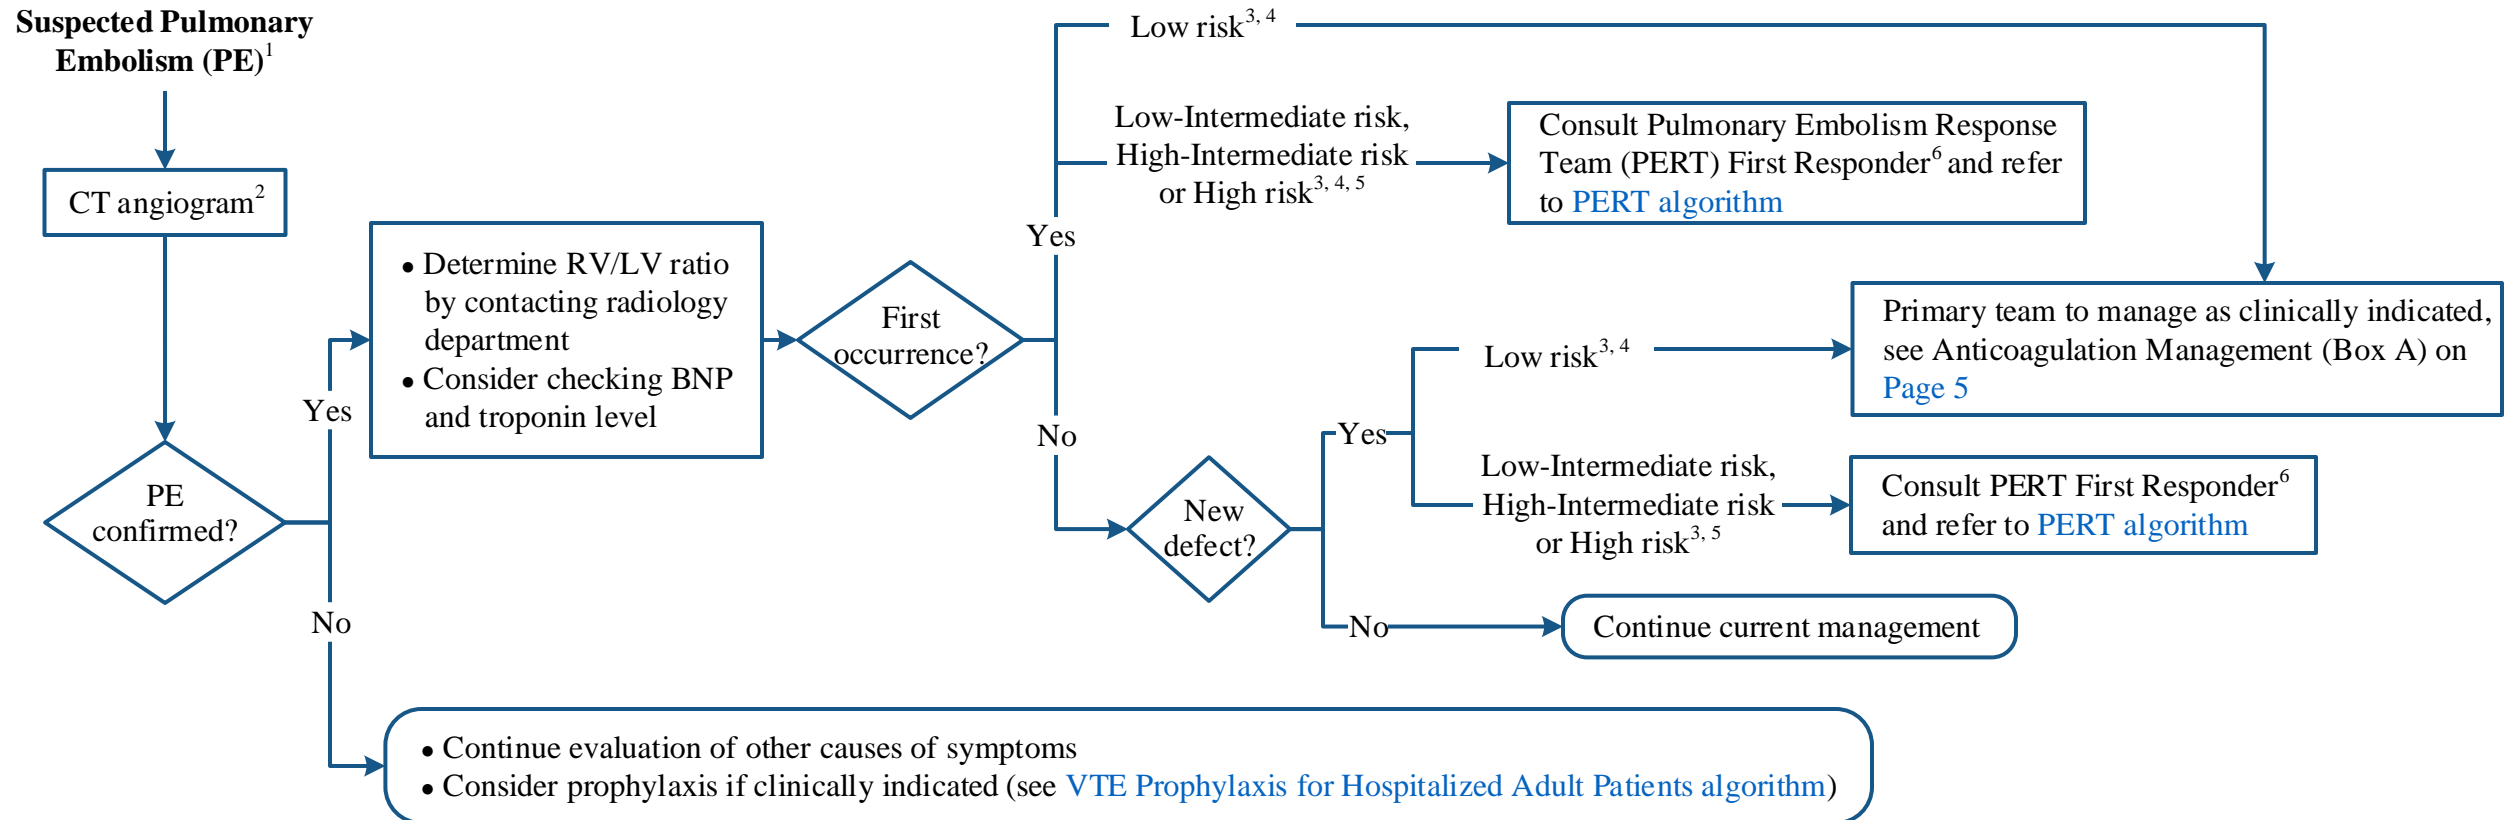 Suspected Pulmonary
Embolism (PE)1
CT angiogram2
PE
confirmed?
Yes
No
● Determine RV/LV ratio
by contacting radiology
department
● Consider checking BNP
and troponin level
● Continue evaluation of other causes of symptoms
● Consider prophylaxis if clinically indicated (see VTE Prophylaxis for Hospitalized Adult Patients algorithm)
First
occurrence?
Yes
No
Low risk3, 4
Low-Intermediate risk,
High-Intermediate risk
or High risk3, 4, 5
Consult Pulmonary Embolism Response
Team (PERT) First Responder6 and refer
to PERT algorithm
New
defect?
Yes
No
Low risk3, 4
Primary team to manage as clinically indicated,
see Anticoagulation Management (Box A) on
Page 5
Low-Intermediate risk,
High-Intermediate risk
or High risk3, 5
Consult PERT First Responder6
and refer to PERT algorithm
Continue current management